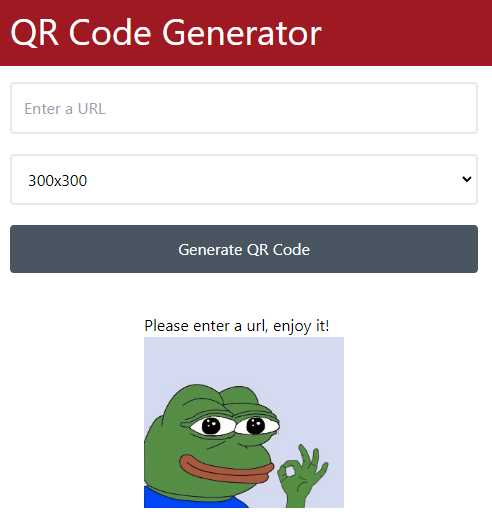 QR Code Generator
Enter a URL
300x300
Generate QR Code
Please enter a url, enjoy it!